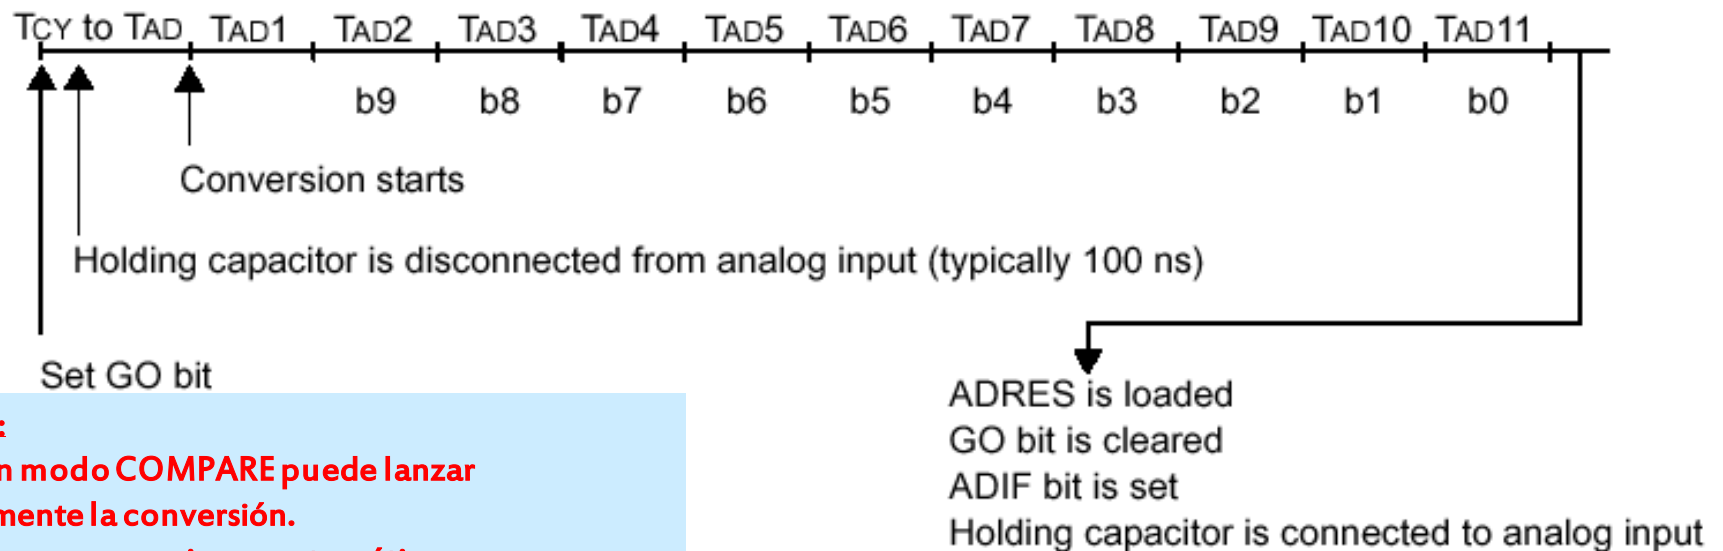 TCY to TAD TAD1 TAD2 TAD3 TAD4 TAD5 TAD6 TAD7 TAD8 TAD9 TAD10 TAD11
b9 b8 b7 b6 b5 b4 b3 b2 b1 b0
Conversion starts
Holding capacitor is disconnected from analog input (typically 100 ns)
Set GO bit
ADRES is loaded
GO bit is cleared
ADIF bit is set
Holding capacitor is connected to analog input
:
n modo COMPARE puede lanzar
mente la conversión.